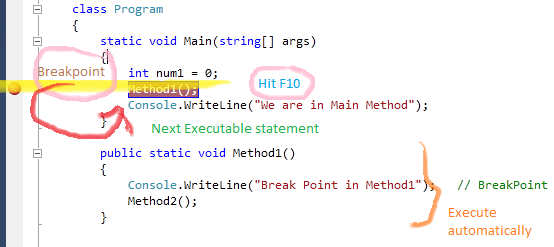 class Program
{
static void Main(string[] args)
{
Breakpoint
int num1 = 0;
Method1();
Hit F10
Console.WriteLine("We are in Main Method");
}
Next Executable statement
public static void Method1()
{
Console.WriteLine("Break Point in Method1"); // BreakPoint
Method2();
}
Execute
automatically